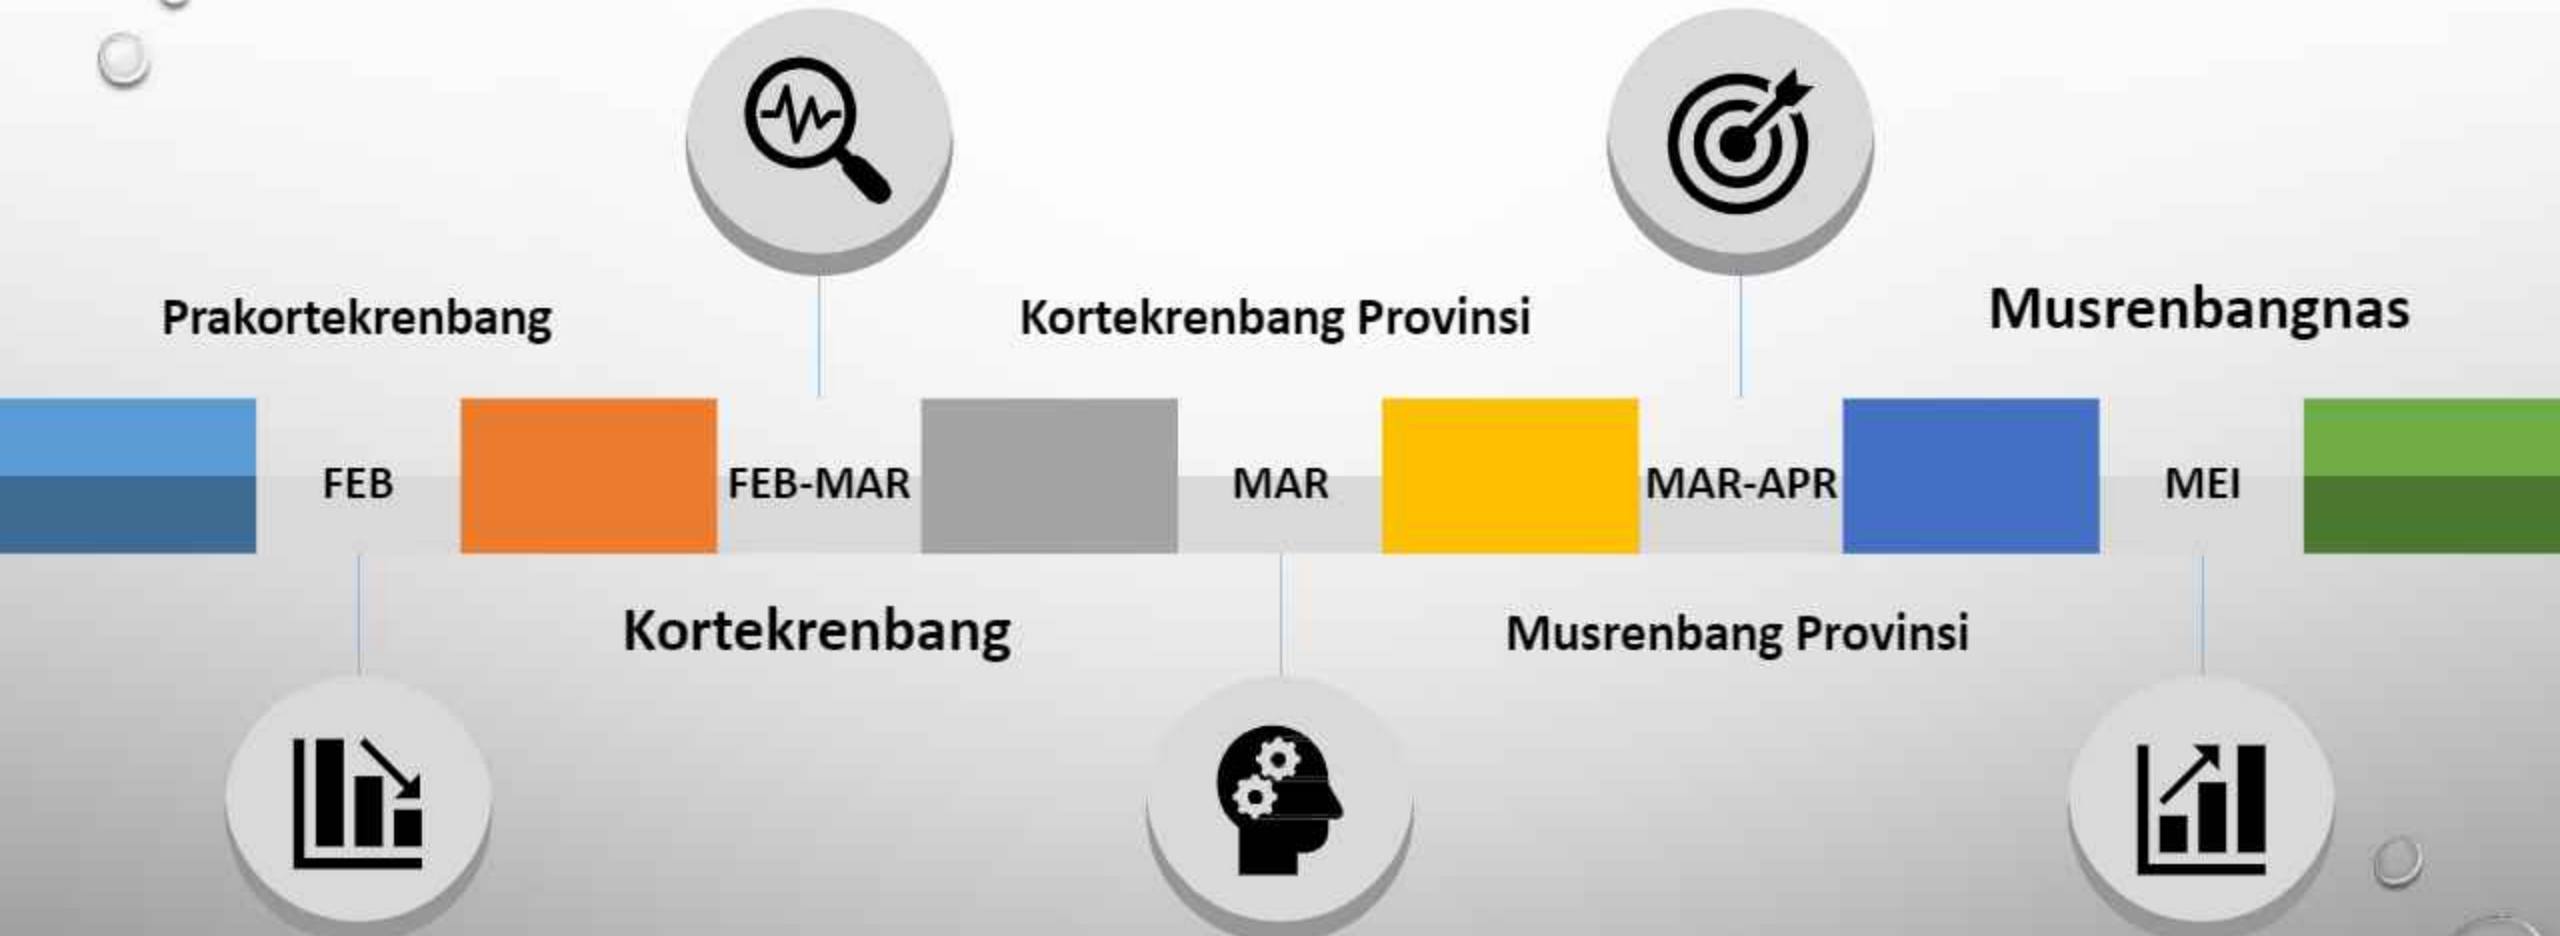 Prakortekrenbang
Kortekrenbang Provinsi
Musrenbangnas
FEB
FEB-MAR
MAR
MAR-APR
MEI
Kortekrenbang
Musrenbang Provinsi